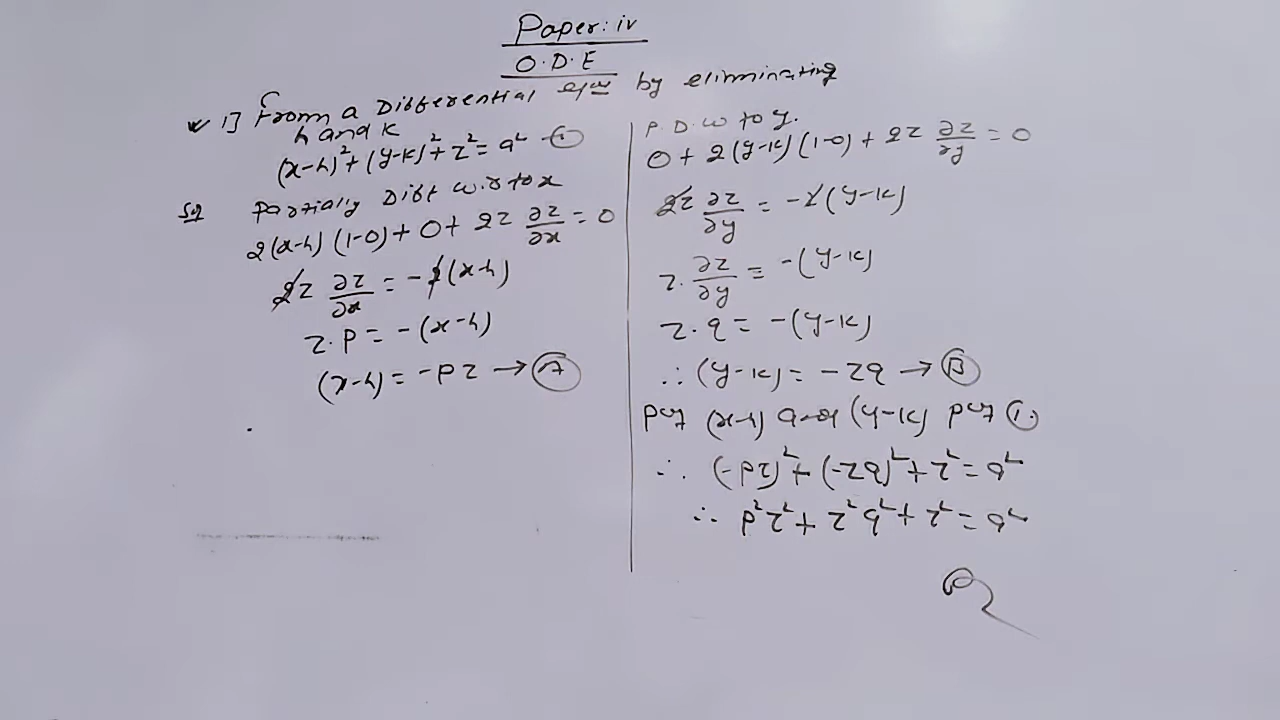 Paper: iv
O.D.E
1] From a Differential eqn by eliminating
h and k
(x-h)² + (y-k)² + z² = a² ①
Sol Partially Diff w.r to x
2(x-h) (1-0) + 0 + 2z ∂z/∂x = 0
2z ∂z/∂x = -2(x-h)
z.p = -(x-h)
(x-h) = -pz → Ⓐ
P.D.W to y.
0 + 2(y-k) (1-0) + 2z ∂z/∂y = 0
2z ∂z/∂y = -2(y-k)
z. ∂z/∂y = -(y-k)
z.q = -(y-k)
∴ (y-k) = -zq → Ⓑ
put (x-h) and (y-k) put ①.
∴ (-pz)² + (-zq)² + z² = a²
∴ p²z² + z²q² + z² = a²